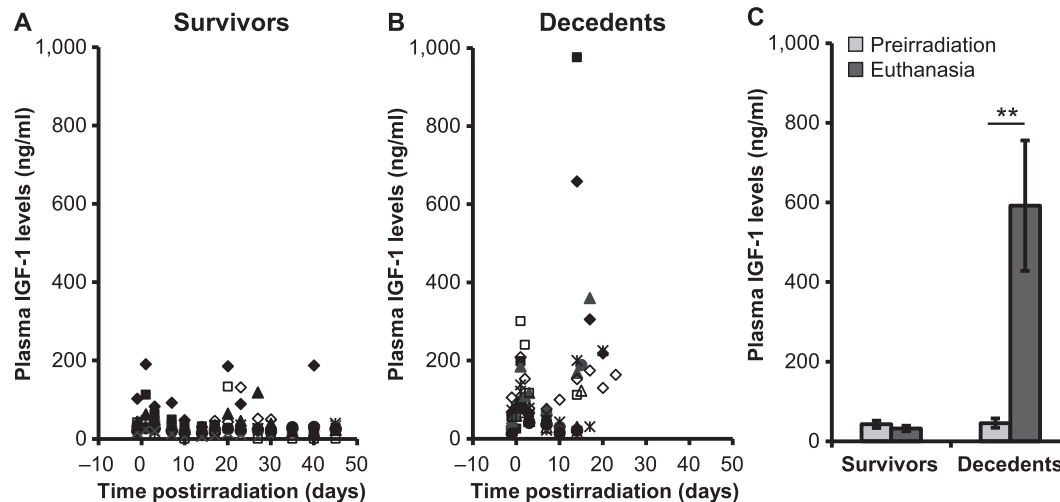 A
Survivors
Plasma IGF-1 levels (ng/ml)
1,000
800
600
400
200
0
–10
0
10
20
30
40
50
Time postirradiation (days)
B
Decedents
Plasma IGF-1 levels (ng/ml)
1,000
800
600
400
200
0
–10
0
10
20
30
40
50
Time postirradiation (days)
C
Plasma IGF-1 levels (ng/ml)
1,000
800
600
400
200
0
Preirradiation
Euthanasia
**
Survivors
Decedents